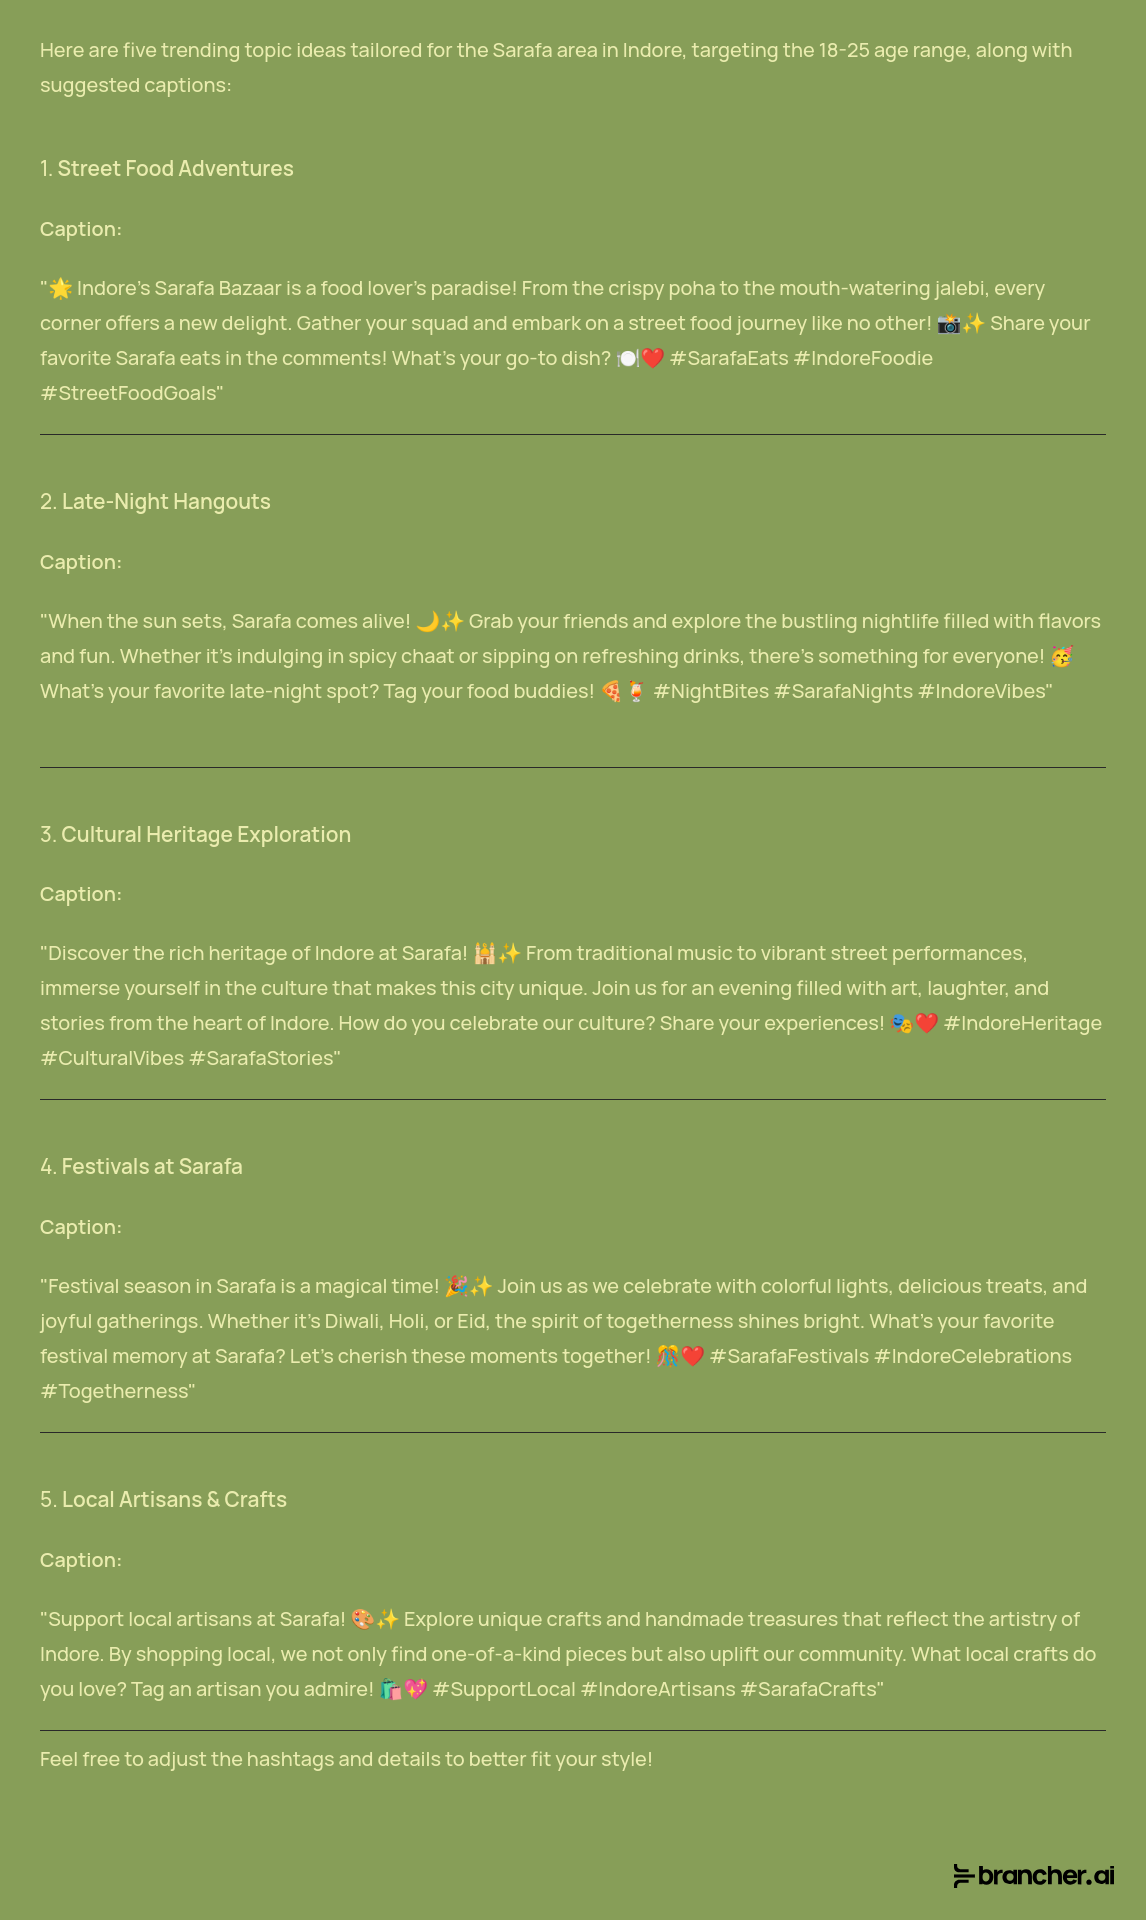 Here are five trending topic ideas tailored for the Sarafa area in Indore, targeting the 18-25 age range, along with
suggested captions:
1. Street Food Adventures
Caption:
"🌟 Indore's Sarafa Bazaar is a food lover's paradise! From the crispy poha to the mouth-watering jalebi, every
corner offers a new delight. Gather your squad and embark on a street food journey like no other! 📸✨ Share your
favorite Sarafa eats in the comments! What's your go-to dish? 🍽️❤️ #SarafaEats #IndoreFoodie
#StreetFoodGoals"
2. Late-Night Hangouts
Caption:
"When the sun sets, Sarafa comes alive! 🌙✨ Grab your friends and explore the bustling nightlife filled with flavors
and fun. Whether it's indulging in spicy chaat or sipping on refreshing drinks, there's something for everyone! 🥳
What's your favorite late-night spot? Tag your food buddies! 🍕🍹 #NightBites #SarafaNights #IndoreVibes"
3. Cultural Heritage Exploration
Caption:
"Discover the rich heritage of Indore at Sarafa! 🕌✨ From traditional music to vibrant street performances,
immerse yourself in the culture that makes this city unique. Join us for an evening filled with art, laughter, and
stories from the heart of Indore. How do you celebrate our culture? Share your experiences! 🎭❤️ #IndoreHeritage
#CulturalVibes #SarafaStories"
4. Festivals at Sarafa
Caption:
"Festival season in Sarafa is a magical time! 🎉✨ Join us as we celebrate with colorful lights, delicious treats, and
joyful gatherings. Whether it's Diwali, Holi, or Eid, the spirit of togetherness shines bright. What's your favorite
festival memory at Sarafa? Let's cherish these moments together! 🎊❤️ #SarafaFestivals #IndoreCelebrations
#Togetherness"
5. Local Artisans & Crafts
Caption:
"Support local artisans at Sarafa! 🎨✨ Explore unique crafts and handmade treasures that reflect the artistry of
Indore. By shopping local, we not only find one-of-a-kind pieces but also uplift our community. What local crafts do
you love? Tag an artisan you admire! 🛍️💖 #SupportLocal #IndoreArtisans #SarafaCrafts"
Feel free to adjust the hashtags and details to better fit your style!
brancher.ai